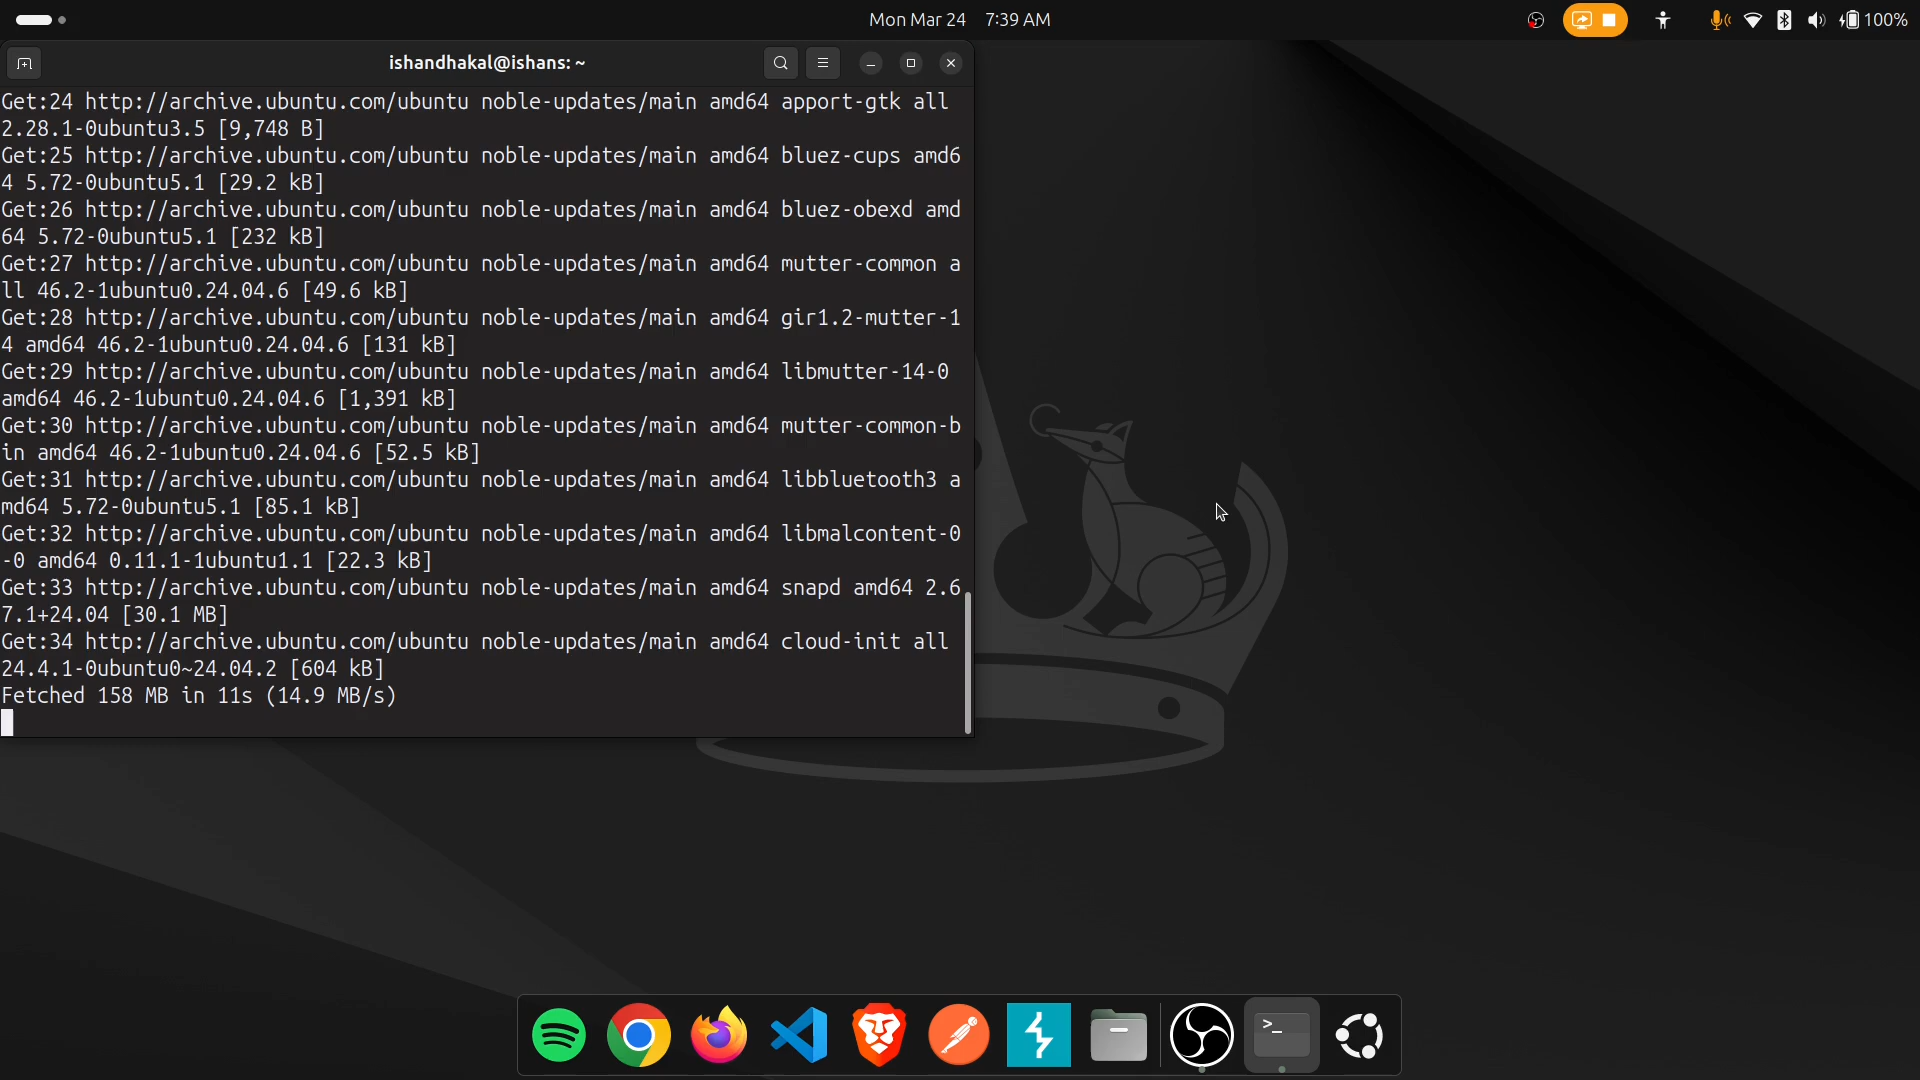 Mon Mar 24 7:39 AM
100%
ishandhakal@ishans: ~
Get:24 http://archive.ubuntu.com/ubuntu noble-updates/main amd64 apport-gtk all
2.28.1-0ubuntu3.5 [9,748 B]
Get:25 http://archive.ubuntu.com/ubuntu noble-updates/main amd64 bluez-cups amd6
4 5.72-0ubuntu5.1 [29.2 kB]
Get:26 http://archive.ubuntu.com/ubuntu noble-updates/main amd64 bluez-obexd amd
64 5.72-0ubuntu5.1 [232 kB]
Get:27 http://archive.ubuntu.com/ubuntu noble-updates/main amd64 mutter-common a
ll 46.2-1ubuntu0.24.04.6 [49.6 kB]
Get:28 http://archive.ubuntu.com/ubuntu noble-updates/main amd64 gir1.2-mutter-1
4 amd64 46.2-1ubuntu0.24.04.6 [131 kB]
Get:29 http://archive.ubuntu.com/ubuntu noble-updates/main amd64 libmutter-14-0
amd64 46.2-1ubuntu0.24.04.6 [1,391 kB]
Get:30 http://archive.ubuntu.com/ubuntu noble-updates/main amd64 mutter-common-b
in amd64 46.2-1ubuntu0.24.04.6 [52.5 kB]
Get:31 http://archive.ubuntu.com/ubuntu noble-updates/main amd64 libbluetooth3 a
md64 5.72-0ubuntu5.1 [85.1 kB]
Get:32 http://archive.ubuntu.com/ubuntu noble-updates/main amd64 libmalcontent-0
-0 amd64 0.11.1-1ubuntu1.1 [22.3 kB]
Get:33 http://archive.ubuntu.com/ubuntu noble-updates/main amd64 snapd amd64 2.6
7.1+24.04 [30.1 MB]
Get:34 http://archive.ubuntu.com/ubuntu noble-updates/main amd64 cloud-init all
24.4.1-0ubuntu0~24.04.2 [604 kB]
Fetched 158 MB in 11s (14.9 MB/s)